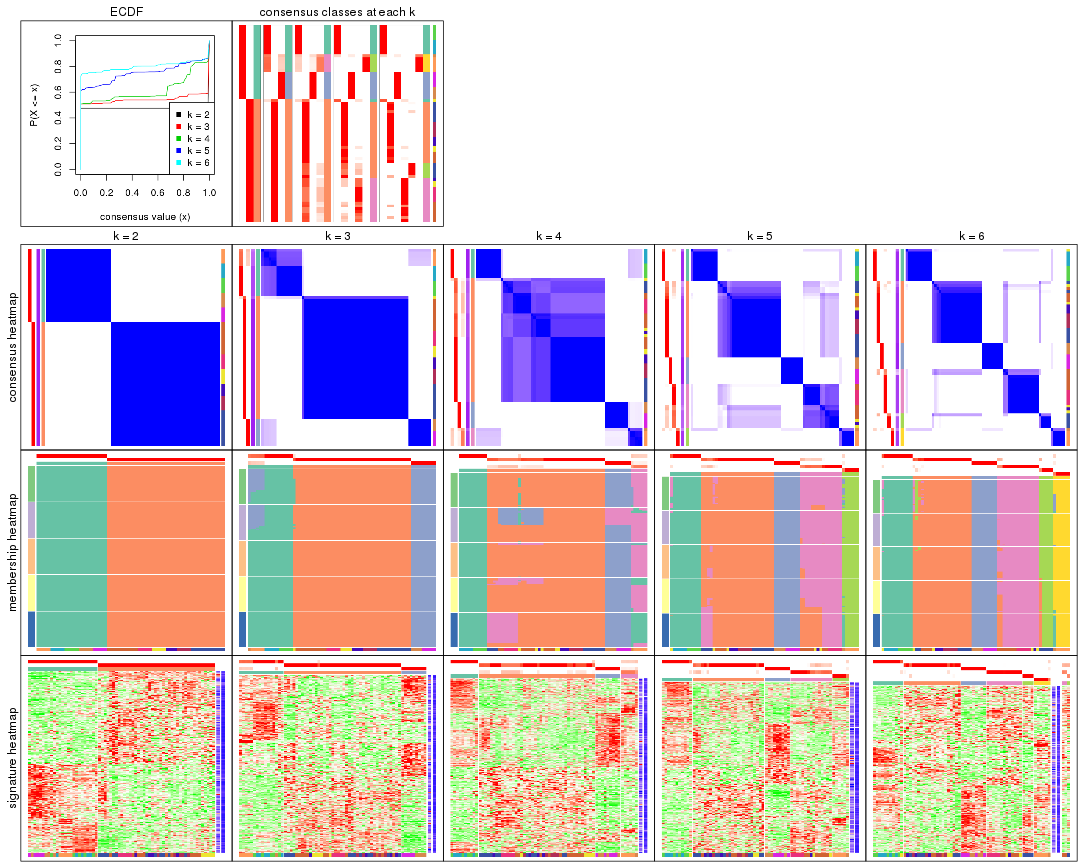 ECDF
consensus classes at each k
P(X <= x)
1.0
0.8
0.6
0.4
0.2
0.0
k = 2
k = 3
k = 4
k = 5
k = 6
0.0 0.2 0.4 0.6 0.8 1.0
consensus value (x)
k = 2
k = 3
k = 4
k = 5
k = 6
consensus heatmap
membership heatmap
signature heatmap